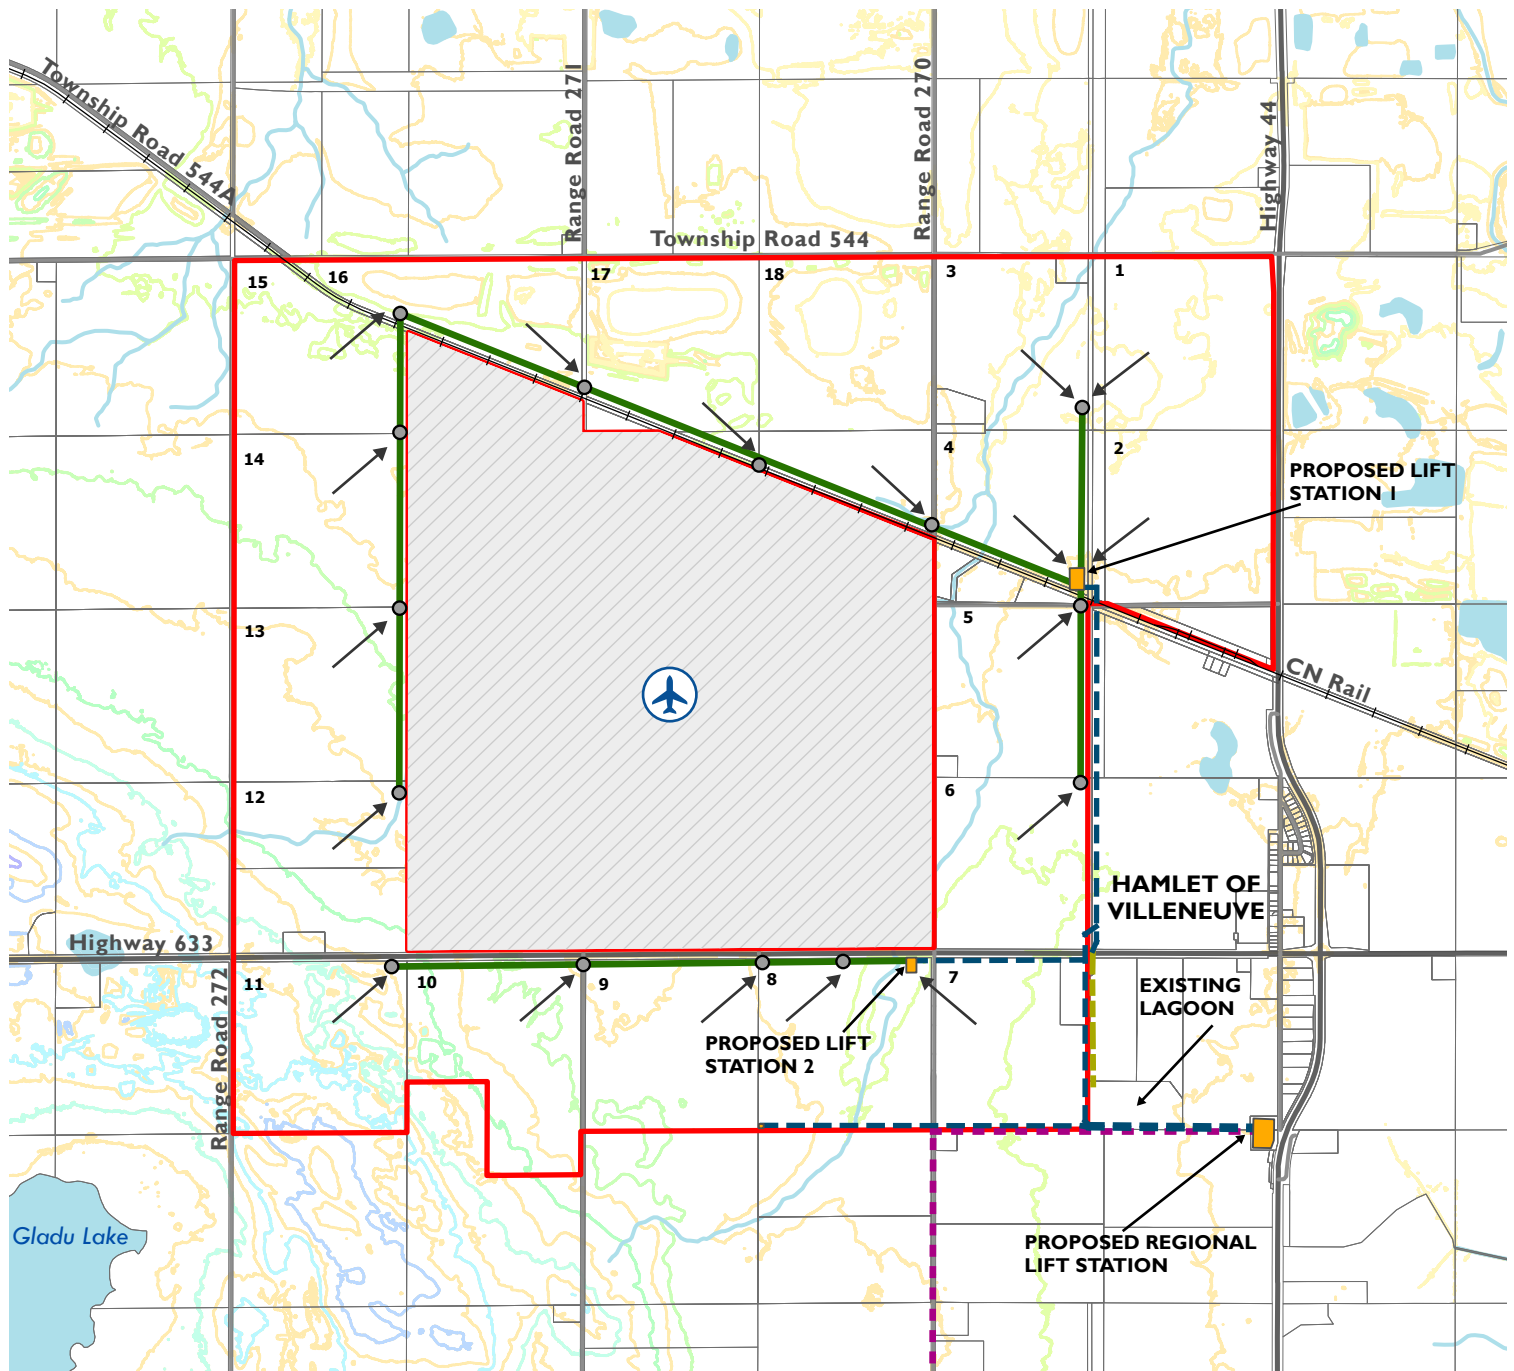 Township Road 544A
Range Road 271
Range Road 270
Highway 44
Township Road 544
15
16
17
18
3
1
14
4
2
PROPOSED LIFT
STATION 1
13
5
CN Rail
12
6
HAMLET OF
VILLENEUVE
Highway 633
Range Road 272
11
10
9
8
7
EXISTING
LAGOON
PROPOSED LIFT
STATION 2
Gladu Lake
PROPOSED REGIONAL
LIFT STATION